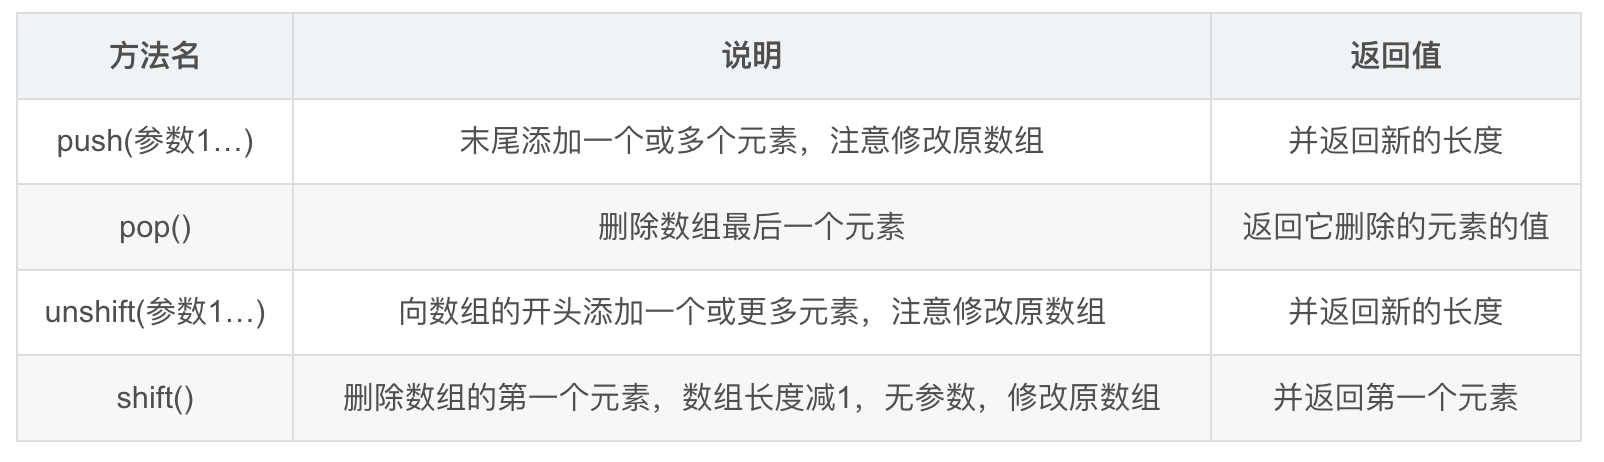 方法名 说明 返回值
push(参数1…) 末尾添加一个或多个元素，注意修改原数组 并返回新的长度
pop() 删除数组最后一个元素 返回它删除的元素的值
unshift(参数1…) 向数组的开头添加一个或更多元素，注意修改原数组 并返回新的长度
shift() 删除数组的第一个元素，数组长度减1，无参数，修改原数组 并返回第一个元素